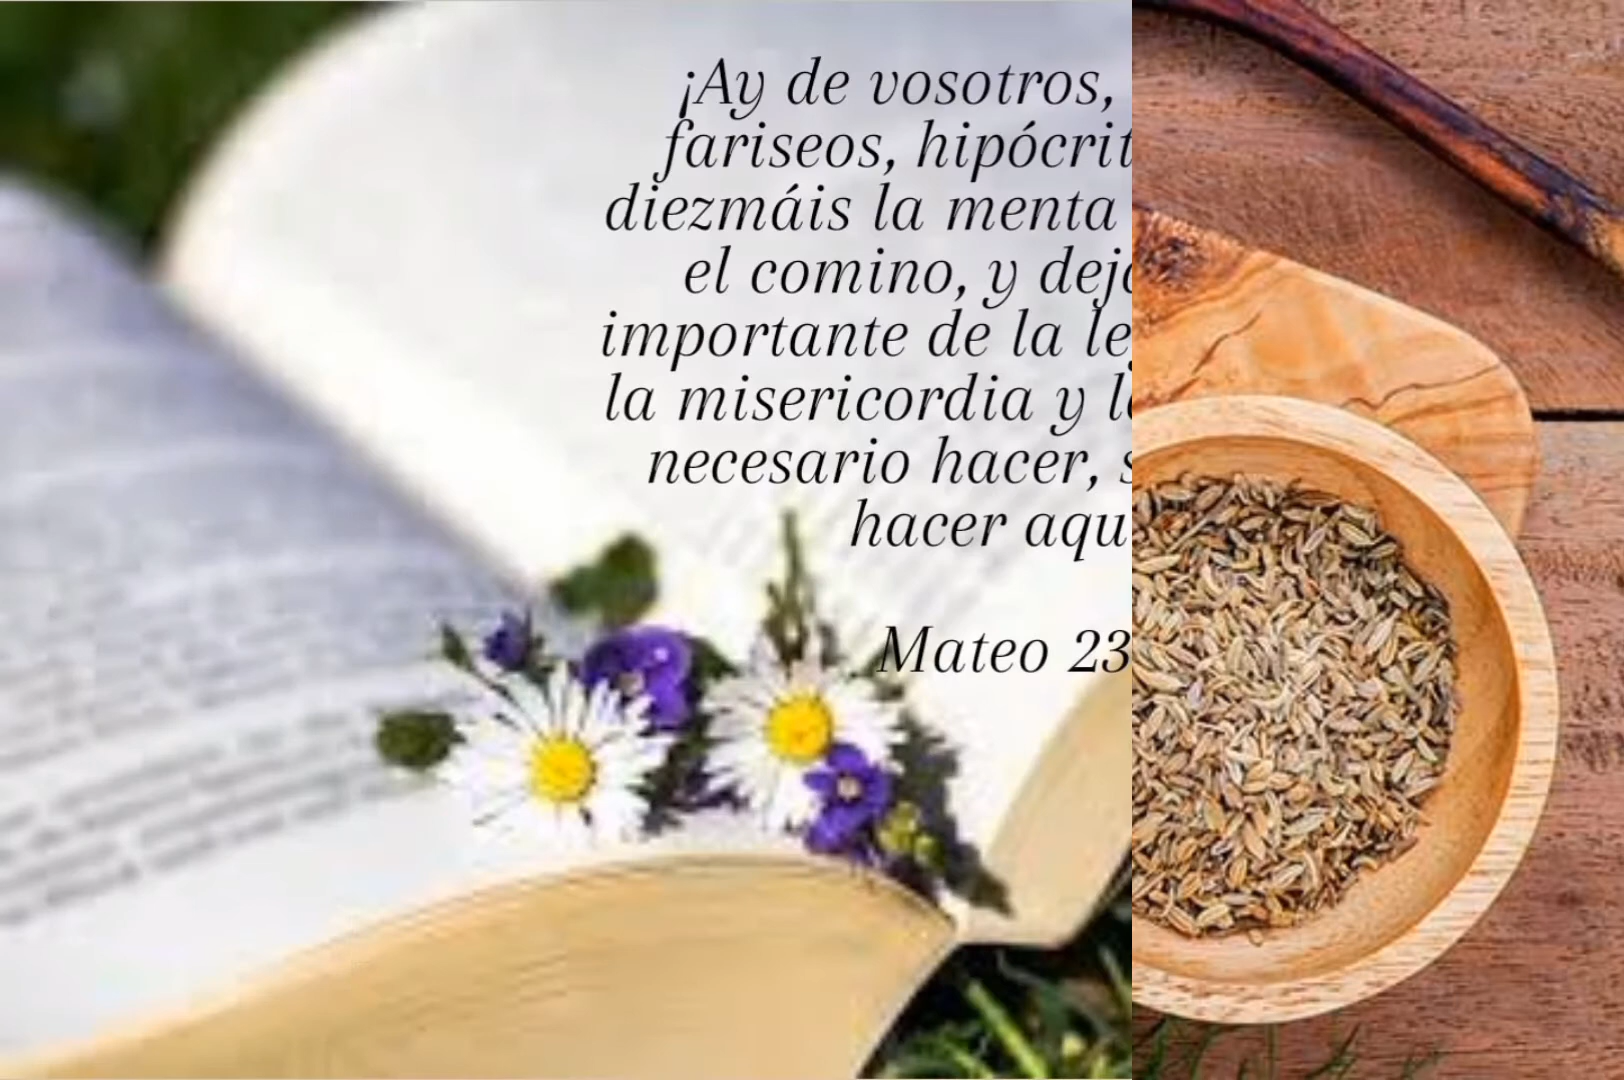 ¡Ay de vosotros,
fariseos, hipócrit
diezmáis la menta
el comino, y dej
importante de la le
la misericordia y l
necesario hacer, s
hacer aqu
Mateo 23